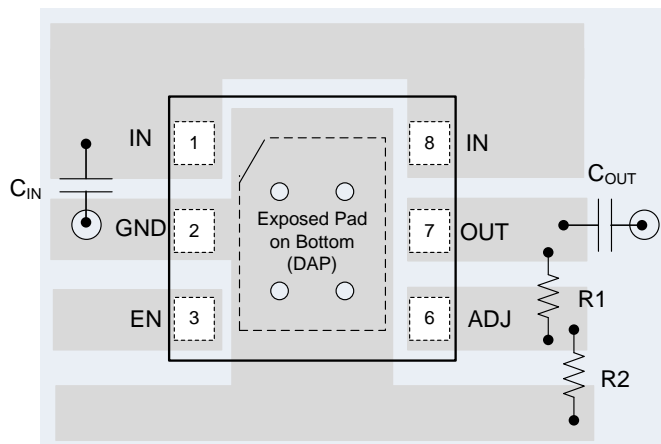 IN 1 8 IN
C_IN
C_OUT
GND 2 7 OUT
Exposed Pad
on Bottom
(DAP)
R1
EN 3 6 ADJ
R2